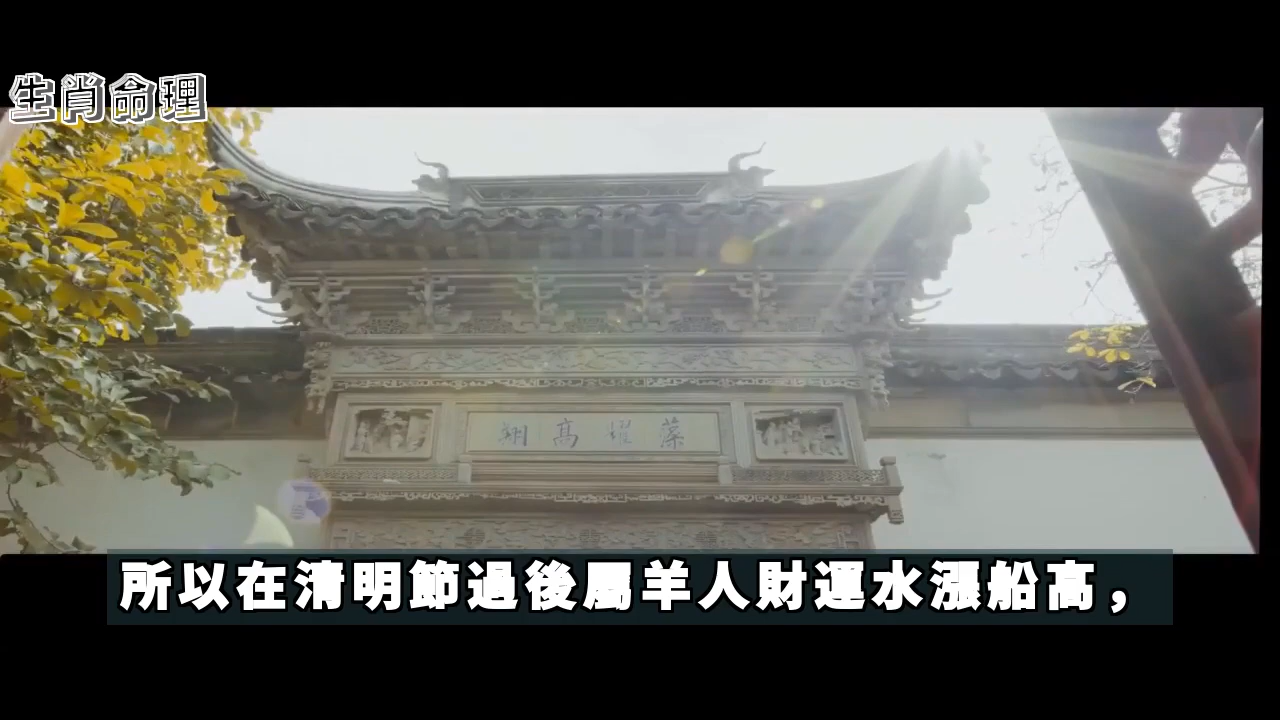 生肖命理
藻耀高翔
所以在清明節過後屬羊人財運水漲船高，